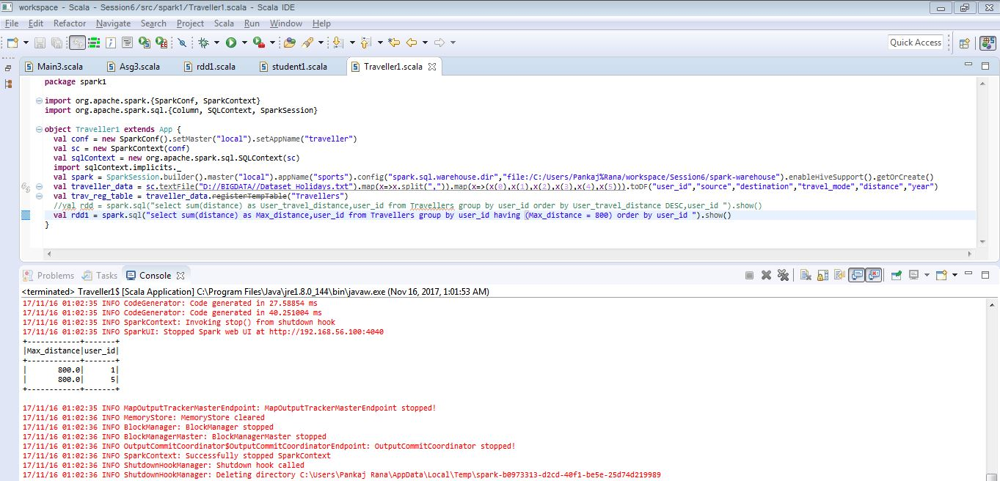 workspace - Scala - Session6/src/spark1/Traveller1.scala - Scala IDE
File Edit Refactor Navigate Search Project Scala Run Window Help
Quick Access
Main3.scala Asg3.scala rdd1.scala student1.scala Traveller1.scala
package spark1
import org.apache.spark.{SparkConf, SparkContext}
import org.apache.spark.sql.{Column, SQLContext, SparkSession}
object Traveller1 extends App {
val conf = new SparkConf().setMaster("local").setAppName("traveller")
val sc = new SparkContext(conf)
val sqlContext = new org.apache.spark.sql.SQLContext(sc)
import sqlContext.implicits._
val spark = SparkSession.builder().master("local").appName("sports").config("spark.sql.warehouse.dir","file:/C:/Users/Pankaj%Rana/workspace/Session6/spark-warehouse").enableHiveSupport().getOrCreate()
val traveller_data = sc.textFile("D://BIGDATA//Dataset_Holidays.txt").map(x=>x.split(",")).map(x=>(x(0),x(1),x(2),x(3),x(4),x(5))).toDF("user_id","source","destination","travel_mode","distance","year")
val trav_reg_table = traveller_data.registerTempTable("Travellers")
//val rdd = spark.sql("select sum(distance) as User_travel_distance,user_id from Travellers group by user_id order by User_travel_distance DESC,user_id ").show()
val rdd1 = spark.sql("select sum(distance) as Max_distance,user_id from Travellers group by user_id having (Max_distance = 800) order by user_id ").show()
}
Problems Tasks Console
<terminated> Traveller1$ [Scala Application] C:\Program Files\Java\jre1.8.0_144\bin\javaw.exe (Nov 16, 2017, 1:01:53 AM)
17/11/16 01:02:35 INFO CodeGenerator: Code generated in 27.58854 ms
17/11/16 01:02:35 INFO CodeGenerator: Code generated in 40.251004 ms
17/11/16 01:02:35 INFO SparkContext: Invoking stop() from shutdown hook
17/11/16 01:02:35 INFO SparkUI: Stopped Spark web UI at http://192.168.56.100:4040
+------------+-------+
|Max_distance|user_id|
+------------+-------+
|       800.0|      1|
|       800.0|      5|
+------------+-------+
17/11/16 01:02:35 INFO MapOutputTrackerMasterEndpoint: MapOutputTrackerMasterEndpoint stopped!
17/11/16 01:02:35 INFO MemoryStore: MemoryStore cleared
17/11/16 01:02:36 INFO BlockManager: BlockManager stopped
17/11/16 01:02:36 INFO BlockManagerMaster: BlockManagerMaster stopped
17/11/16 01:02:36 INFO OutputCommitCoordinator$OutputCommitCoordinatorEndpoint: OutputCommitCoordinator stopped!
17/11/16 01:02:36 INFO SparkContext: Successfully stopped SparkContext
17/11/16 01:02:36 INFO ShutdownHookManager: Shutdown hook called
17/11/16 01:02:36 INFO ShutdownHookManager: Deleting directory C:\Users\Pankaj Rana\AppData\Local\Temp\spark-b0973313-d2cd-40f1-be5e-25d74d219989